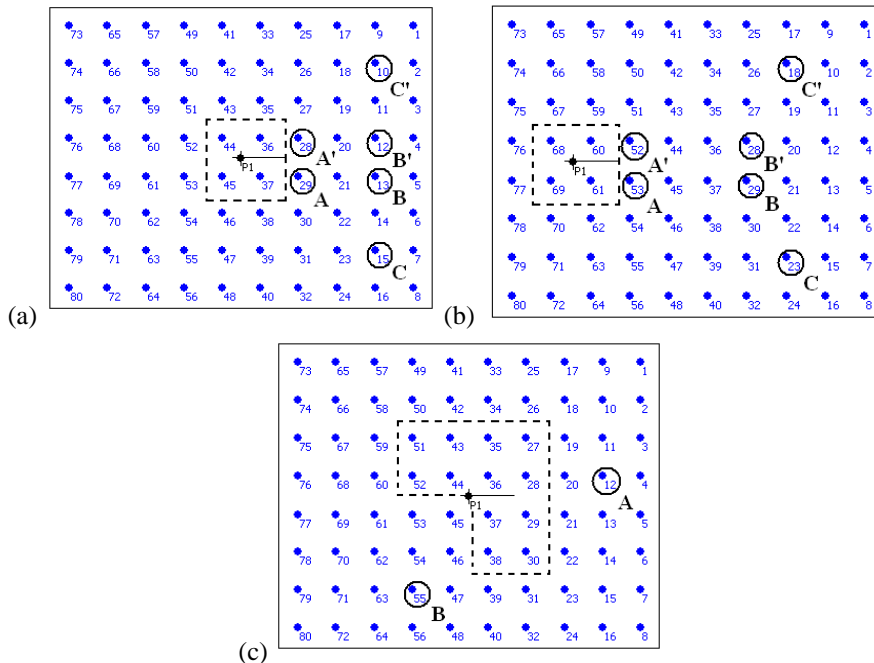 73 65 57 49 41 33 25 17 9 1
74 66 58 50 42 34 26 18 10 2
C'
75 67 59 51 43 35 27 19 11 3
76 68 60 52 44 36 28 20 12 4
P1 A' B'
77 69 61 53 45 37 29 21 13 5
A B
78 70 62 54 46 38 30 22 14 6
79 71 63 55 47 39 31 23 15 7
C
80 72 64 56 48 40 32 24 16 8
(a)
73 65 57 49 41 33 25 17 9 1
74 66 58 50 42 34 26 18 10 2
C'
75 67 59 51 43 35 27 19 11 3
76 68 60 52 44 36 28 20 12 4
P1 A' B'
77 69 61 53 45 37 29 21 13 5
A B
78 70 62 54 46 38 30 22 14 6
79 71 63 55 47 39 31 23 15 7
C
80 72 64 56 48 40 32 24 16 8
(b)
73 65 57 49 41 33 25 17 9 1
74 66 58 50 42 34 26 18 10 2
75 67 59 51 43 35 27 19 11 3
76 68 60 52 44 36 28 20 12 4
P1 A
77 69 61 53 45 37 29 21 13 5
78 70 62 54 46 38 30 22 14 6
79 71 63 55 47 39 31 23 15 7
B
80 72 64 56 48 40 32 24 16 8
(c)